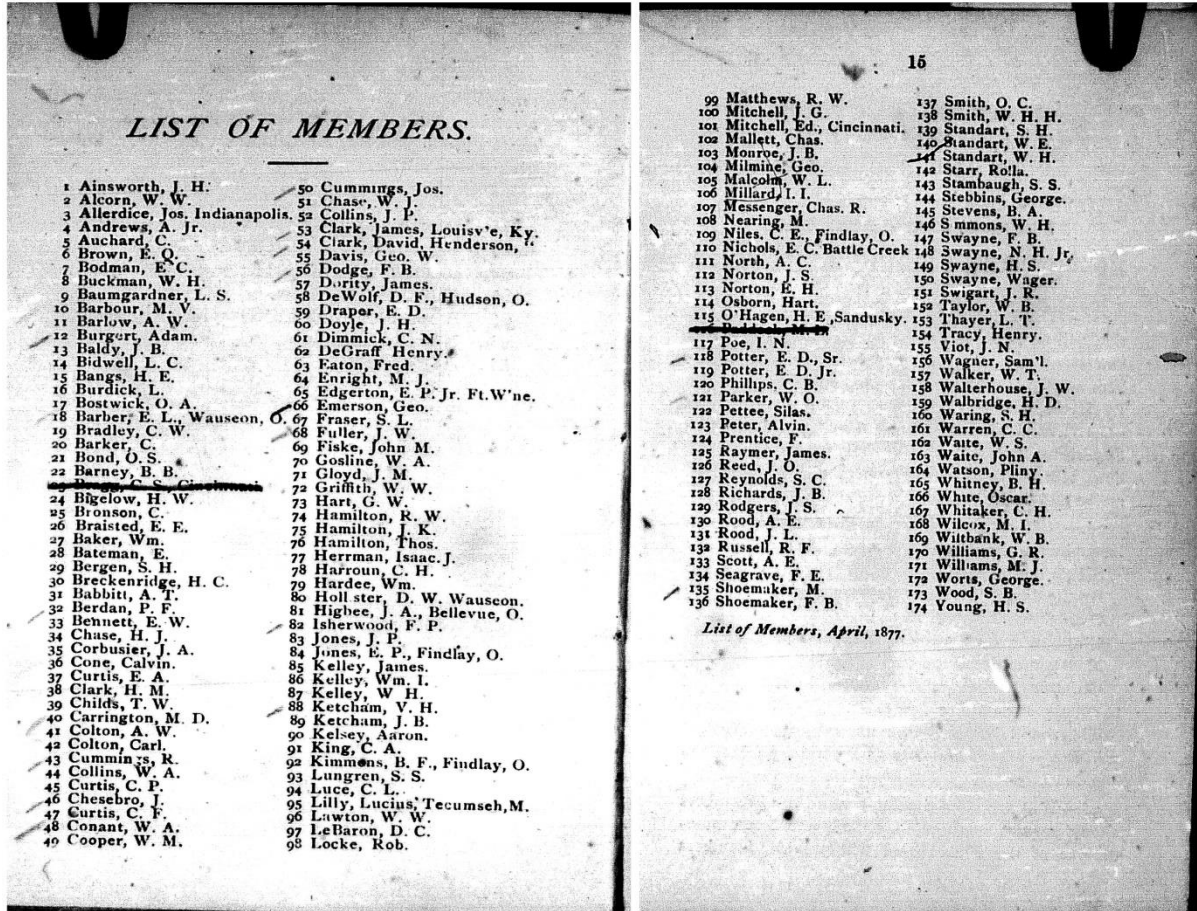 LIST OF MEMBERS.
1 Ainsworth, J. H.
2 Alcorn, W. W.
3 Allerdice, Jos. Indianapolis.
4 Andrews, A. Jr.
5 Auchard, C.
6 Brown, E. Q.
7 Bodman, E. C.
8 Buckman, W. H.
9 Baumgardner, L. S.
10 Barbour, M. V.
11 Barlow, A. W.
12 Burgert, Adam.
13 Baldy, J. B.
14 Bidwell, L. C.
15 Bangs, H. E.
16 Burdick, L.
17 Bostwick, O. A.
18 Barber, E. L., Wauseon, O.
19 Bradley, C. W.
20 Barker, C.
21 Bond, O. S.
22 Barney, B. B.
23 C. S., Cincinnati
24 Bigelow, H. W.
25 Bronson, C.
26 Braisted, E. E.
27 Baker, Wm.
28 Bateman, E.
29 Bergen, S. H.
30 Breckenridge, H. C.
31 Babbitt, A. T.
32 Berdan, P. F.
33 Bennett, E. W.
34 Chase, H. J.
35 Corbusier, J. A.
36 Cone, Calvin.
37 Curtis, E. A.
38 Clark, H. M.
39 Childs, T. W.
40 Carrington, M. D.
41 Colton, A. W.
42 Colton, Carl.
43 Cummings, R.
44 Collins, W. A.
45 Curtis, C. P.
46 Chesebro, J.
47 Curtis, C. F.
48 Conant, W. A.
49 Cooper, W. M.
50 Cummings, Jos.
51 Chase, W. J.
52 Collins, J. P.
53 Clark, James, Louisv'e, Ky.
54 Clark, David, Henderson, "
55 Davis, Geo. W.
56 Dodge, F. B.
57 Dority, James.
58 DeWolf, D. F., Hudson, O.
59 Draper, E. D.
60 Doyle, J. H.
61 Dimmick, C. N.
62 DeGraff Henry.
63 Eaton, Fred.
64 Enright, M. J.
65 Edgerton, E. P. Jr. Ft.W'ne.
66 Emerson, Geo.
67 Fraser, S. L.
68 Fuller, J. W.
69 Fiske, John M.
70 Gosline, W. A.
71 Gloyd, J. M.
72 Griffith, W. W.
73 Hart, G. W.
74 Hamilton, R. W.
75 Hamilton, J. K.
76 Hamilton, Thos.
77 Herrman, Isaac J.
78 Harroun, C. H.
79 Hardee, Wm.
80 Holl ster, D. W. Wauseon.
81 Higbee, J. A., Bellevue, O.
82 Isherwood, F. P.
83 Jones, J. P.
84 Jones, E. P., Findlay, O.
85 Kelley, James.
86 Kelley, Wm. I.
87 Kelley, W H.
88 Ketcham, V. H.
89 Ketcham, J. B.
90 Kelsey, Aaron.
91 King, C. A.
92 Kimmons, B. F., Findlay, O.
93 Lungren, S. S.
94 Luce, C. L.
95 Lilly, Lucius, Tecumseh, M.
96 Lawton, W. W.
97 LeBaron, D. C.
98 Locke, Rob.
15
99 Matthews, R. W.
100 Mitchell, J. G.
101 Mitchell, Ed., Cincinnati.
102 Mallett, Chas.
103 Monroe, J. B.
104 Milmine, Geo.
105 Malcolm, W. L.
106 Millard, I. I.
107 Messenger, Chas. R.
108 Nearing, M.
109 Niles, C. E., Findlay, O.
110 Nichols, E. C. Battle Creek
111 North, A. C.
112 Norton, J. S.
113 Norton, E. H.
114 Osborn, Hart.
115 O'Hagen, H. E, Sandusky.
116
117 Poe, I. N.
118 Potter, E. D., Sr.
119 Potter, E. D. Jr.
120 Phillips, C. B.
121 Parker, W. O.
122 Pettee, Silas.
123 Peter, Alvin.
124 Prentice, F.
125 Raymer, James.
126 Reed, J. O.
127 Reynolds, S. C.
128 Richards, J. B.
129 Rodgers, J. S.
130 Rood, A. E.
131 Rood, J. L.
132 Russell, R. F.
133 Scott, A. E.
134 Seagrave, F. E.
135 Shoemaker, M.
136 Shoemaker, F. B.
137 Smith, O. C.
138 Smith, W. H. H.
139 Standart, S. H.
140 Standart, W. E.
141 Standart, W. H.
142 Starr, Rolla.
143 Stambaugh, S. S.
144 Stebbins, George.
145 Stevens, B. A.
146 S mmons, W. H.
147 Swayne, F. B.
148 Swayne, N. H. Jr.
149 Swayne, H. S.
150 Swayne, Wager.
151 Swigart, J. R.
152 Taylor, W. B.
153 Thayer, L. T.
154 Tracy, Henry.
155 Viot, J. N.
156 Wagner, Sam'l.
157 Walker, W. T.
158 Walterhouse, J. W.
159 Walbridge, H. D.
160 Waring, S. H.
161 Warren, C. C.
162 Waite, W. S.
163 Waite, John A.
164 Watson, Pliny.
165 Whitney, B. H.
166 White, Oscar.
167 Whitaker, C. H.
168 Wilcox, M. I.
169 Wiltbank, W. B.
170 Williams, G. R.
171 Williams, M. J.
172 Worts, George.
173 Wood, S. B.
174 Young, H. S.
List of Members, April, 1877.